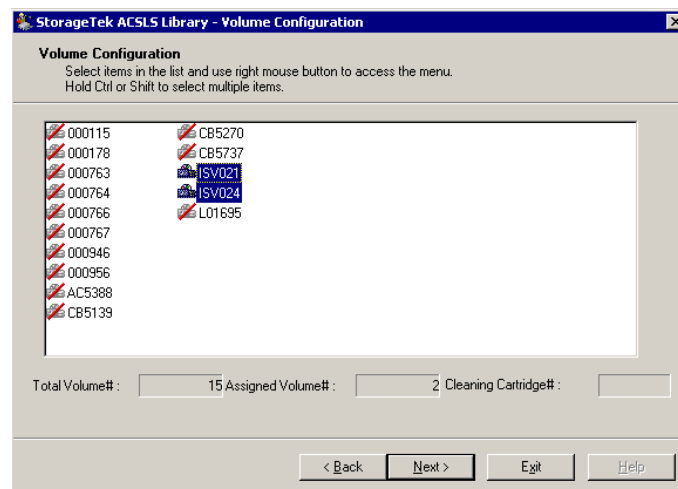 StorageTek ACSLS Library - Volume Configuration
Volume Configuration
Select items in the list and use right mouse button to access the menu.
Hold Ctrl or Shift to select multiple items.
000115 CB5270
000178 CB5737
000763 ISV021
000764 ISV024
000766 L01695
000767
000946
000956
AC5388
CB5139
Total Volume# : 15 Assigned Volume# : 2 Cleaning Cartridge# :
< Back Next > Exit Help